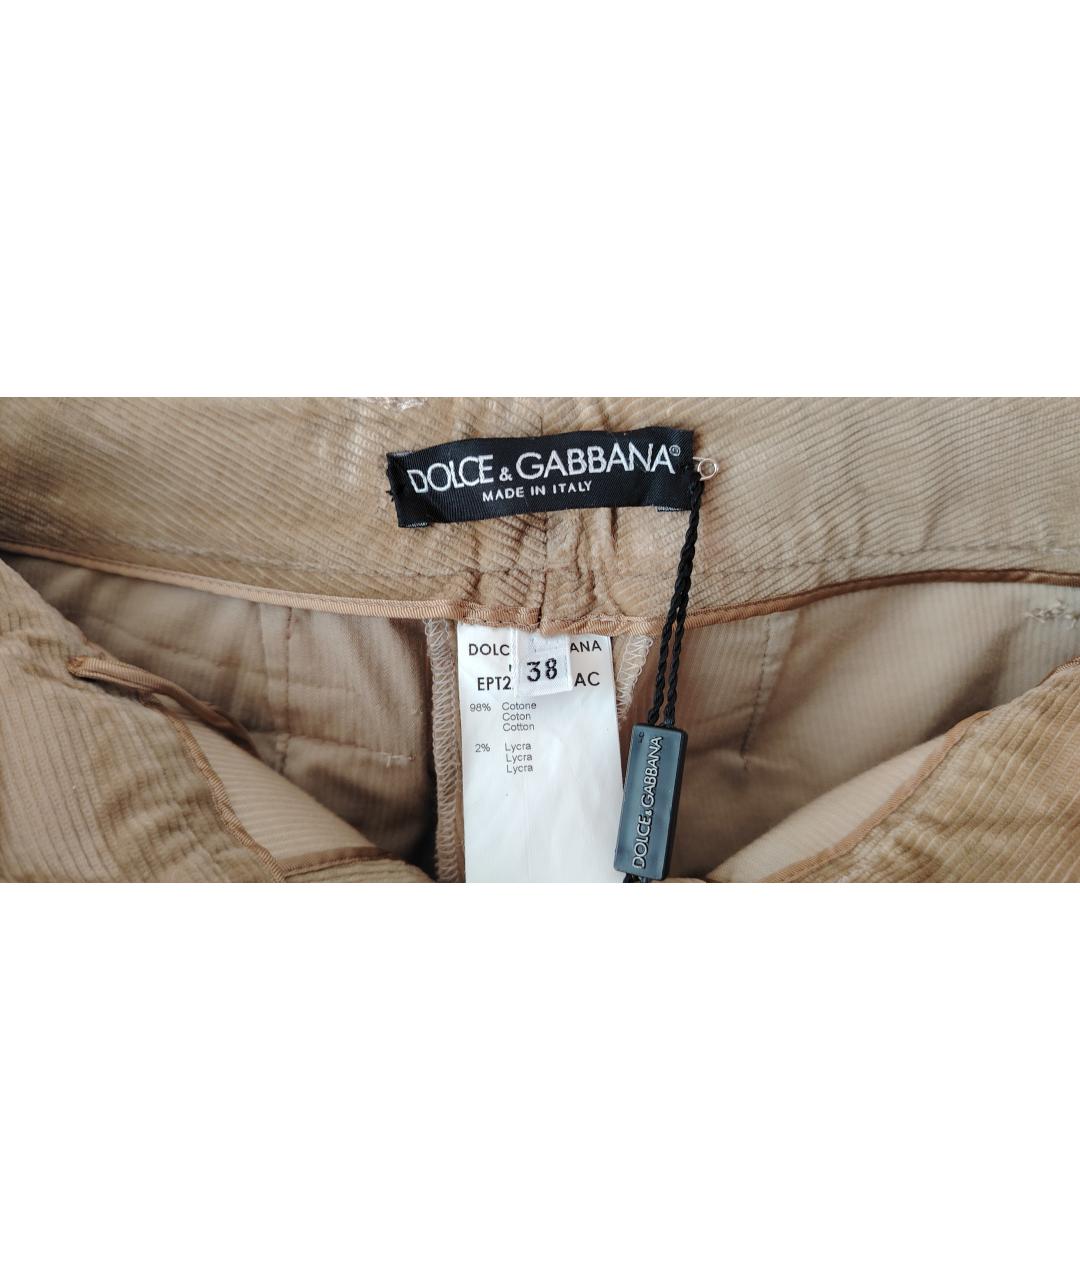 DOLCE & GABBANA®
MADE IN ITALY
DOLC ANA
38
EPT2 AC
98% Cotone
Coton
Cotton
2% Lycra
Lycra
Lycra
DOLCE & GABBANA